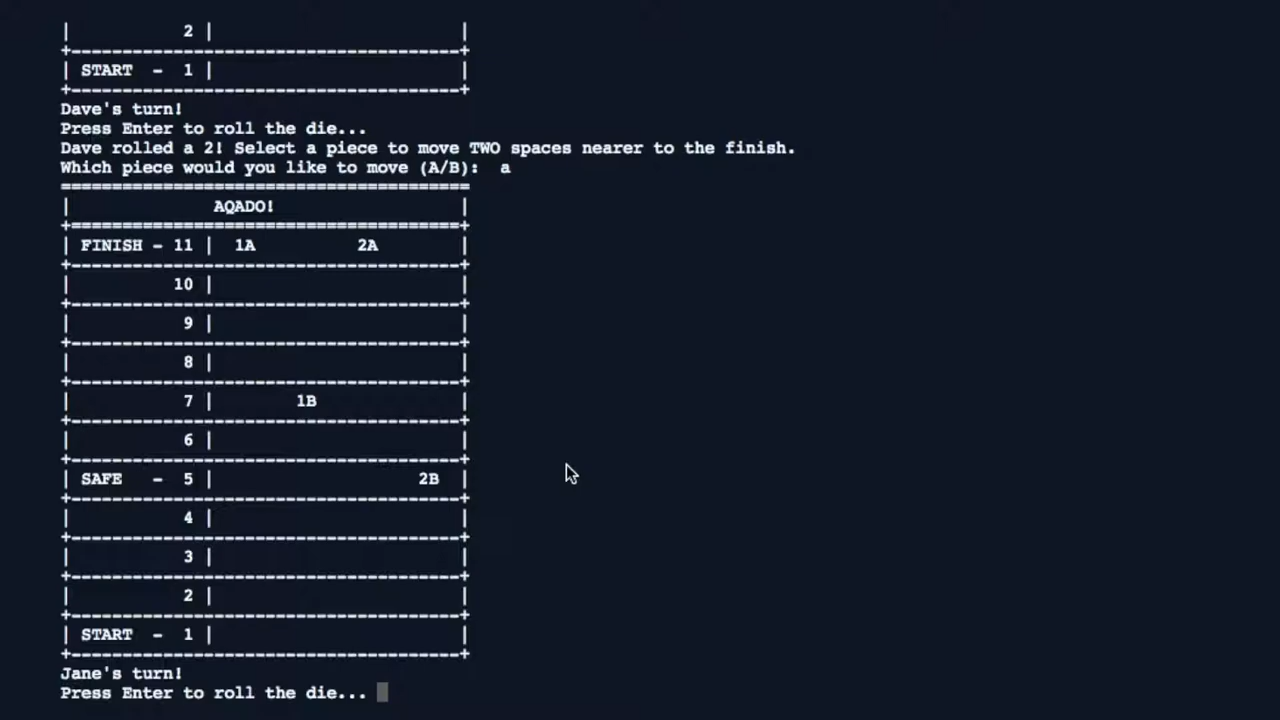 |           2 |                         |
+--------------------------------------+
| START  -  1 |                         |
+--------------------------------------+
Dave's turn!
Press Enter to roll the die...
Dave rolled a 2! Select a piece to move TWO spaces nearer to the finish.
Which piece would you like to move (A/B):  a
========================================
|              AQADO!                   |
+======================================+
| FINISH - 11 |  1A          2A         |
+--------------------------------------+
|          10 |                         |
+--------------------------------------+
|           9 |                         |
+--------------------------------------+
|           8 |                         |
+--------------------------------------+
|           7 |        1B               |
+--------------------------------------+
|           6 |                         |
+--------------------------------------+
| SAFE   -  5 |                    2B   |
+--------------------------------------+
|           4 |                         |
+--------------------------------------+
|           3 |                         |
+--------------------------------------+
|           2 |                         |
+--------------------------------------+
| START  -  1 |                         |
+--------------------------------------+
Jane's turn!
Press Enter to roll the die...